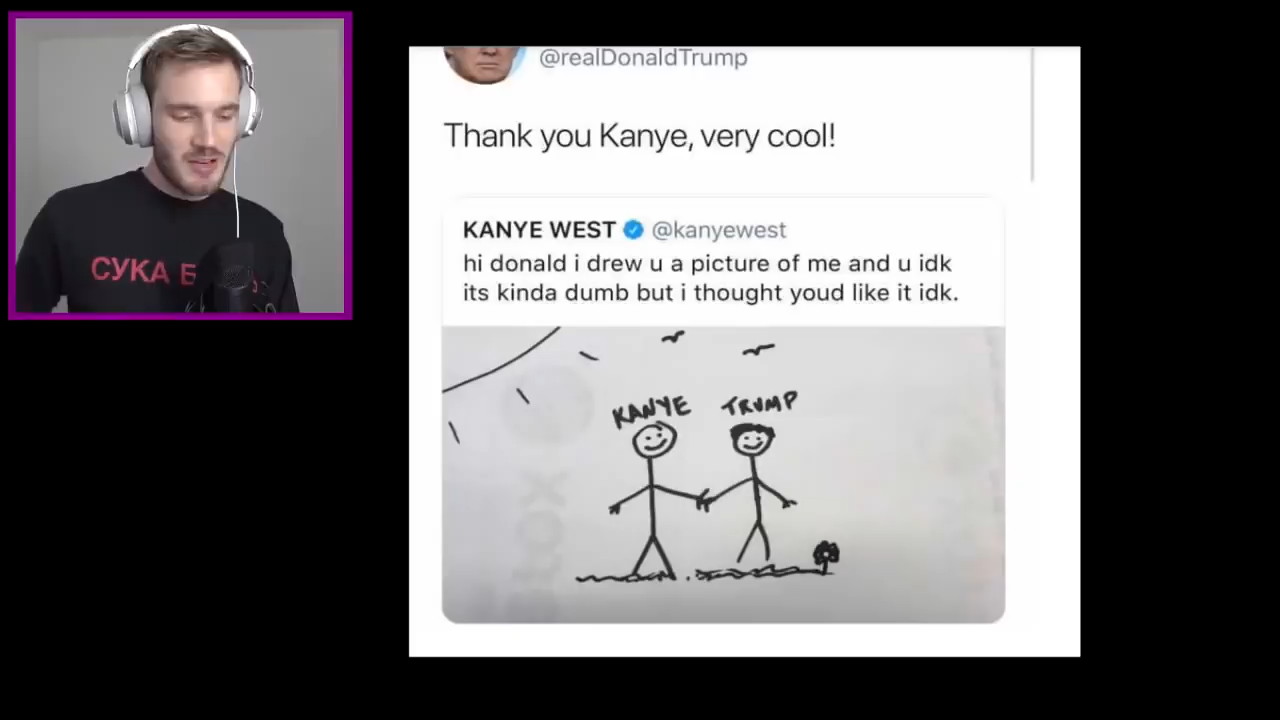 @realDonaldTrump
Thank you Kanye, very cool!
KANYE WEST @kanyewest
hi donald i drew u a picture of me and u idk
its kinda dumb but i thought youd like it idk.
KANYE TRUMP
СУКА Б